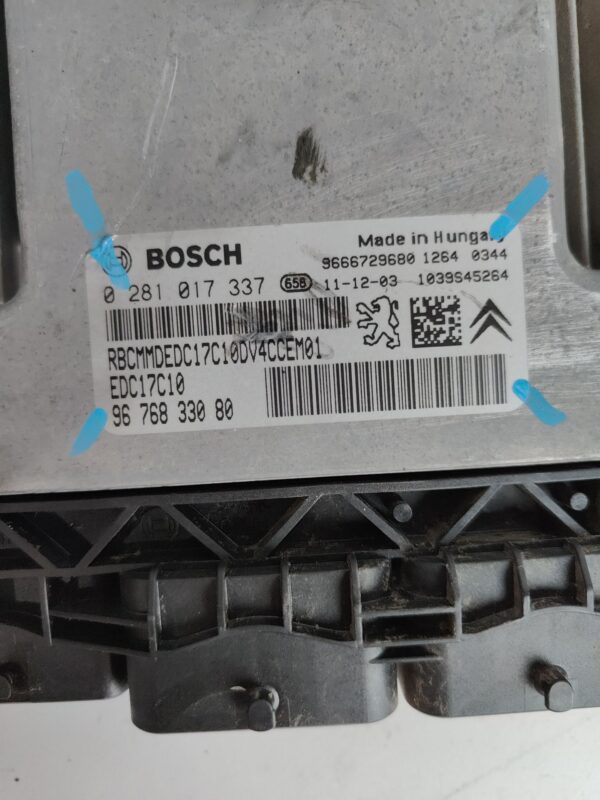 Made in Hungary
BOSCH
9666729680 1264 0344
0 281 017 337 658 11-12-03 1039S45264
RBCMMDEDC17C10DV4CCEM01
EDC17C10
96 768 330 80